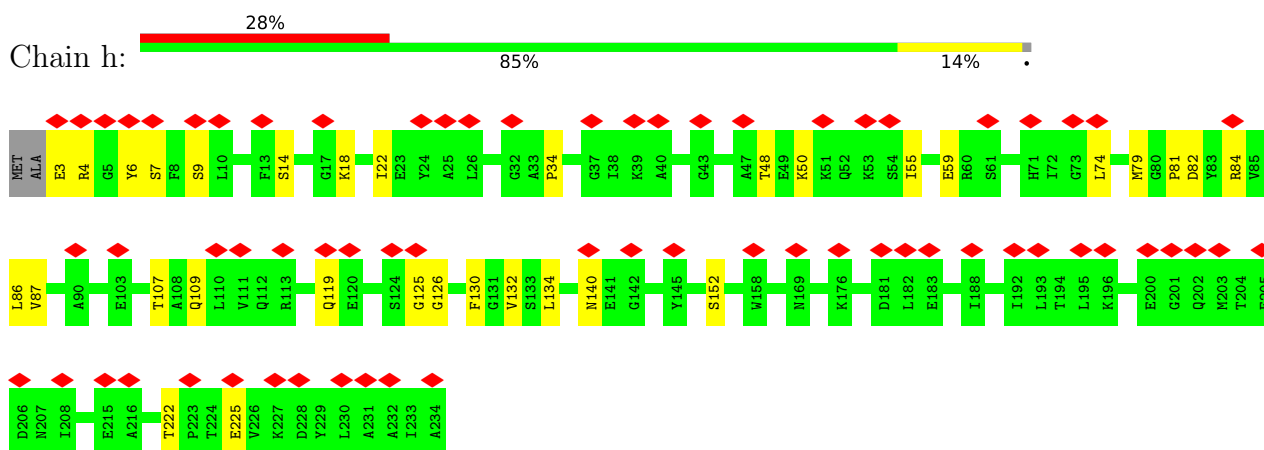 28%
Chain h:
85% 14% •
MET ALA E3 R4 G5 Y6 S7 F8 S9 L10 F13 S14 G17 K18 I22 E23 Y24 A25 L26 G32 A33 P34 G37 I38 K39 A40 G43 A47 T48 E49 K50 K51 Q52 K53 S54 I55 E59 R60 S61 H71 I72 G73 L74 M79 G80 P81 D82 Y83 R84 V85
L86 V87 A90 E103 T107 A108 Q109 L110 V111 Q112 R113 Q119 E120 S124 G125 G126 F130 G131 V132 S133 L134 N140 E141 G142 Y145 S152 W158 N169 K176 D181 L182 E183 I188 I192 L193 T194 L195 K196 E200 G201 Q202 M203 T204
D206 N207 I208 E215 A216 T222 P223 T224 E225 V226 K227 D228 Y229 L230 A231 A232 I233 A234